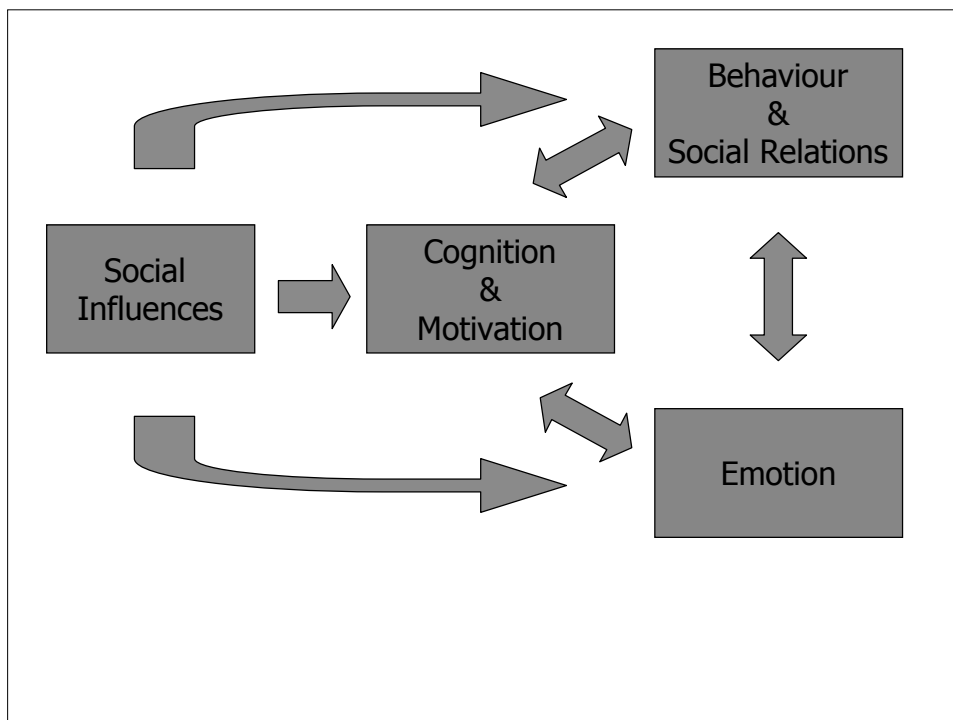 Behaviour
&
Social Relations
Social
Influences
Cognition
&
Motivation
Emotion